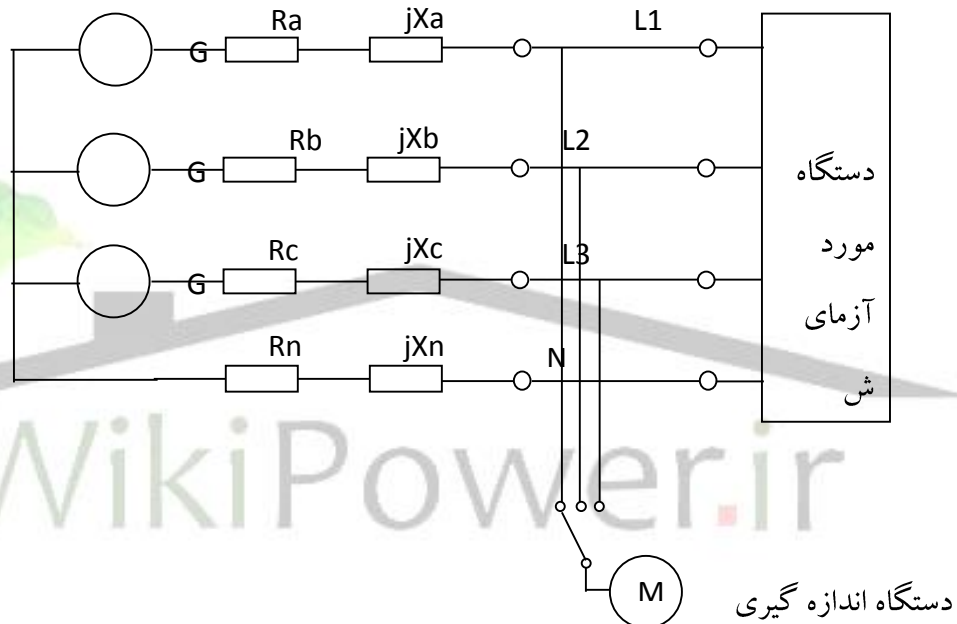 Ra jXa L1
G
Rb jXb L2
G
Rc jXc L3
G
Rn jXn N
دستگاه
مورد
آزمای
ش
WikiPower.ir
M
دستگاه اندازه گیری